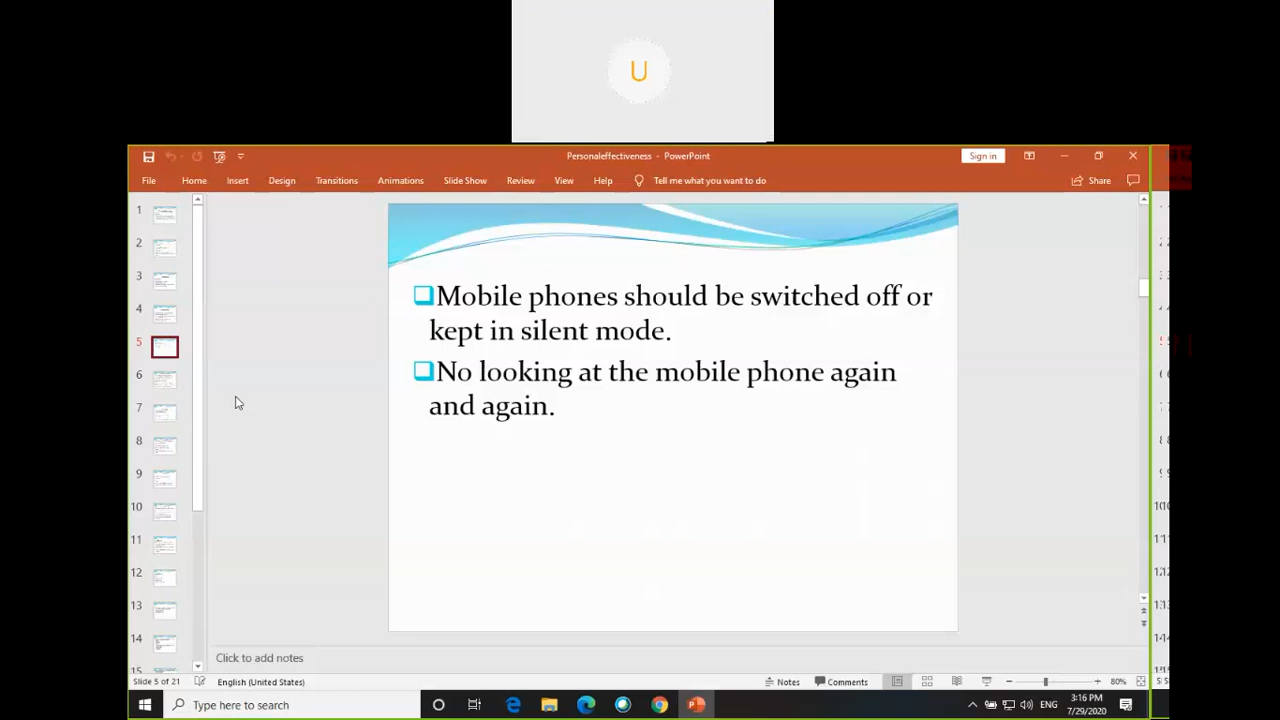 U
Personaleffectiveness - PowerPoint
Sign in
File Home Insert Design Transitions Animations Slide Show Review View Help Tell me what you want to do
Share
1
2
3
4
5
6
7
8
9
10
11
12
13
14
15
Mobile phones should be switched off or
kept in silent mode.
No looking at the mobile phone again
and again.
Click to add notes
Slide 5 of 21 English (United States)
Notes Comments 80%
Type here to search
ENG
3:16 PM
7/29/2020